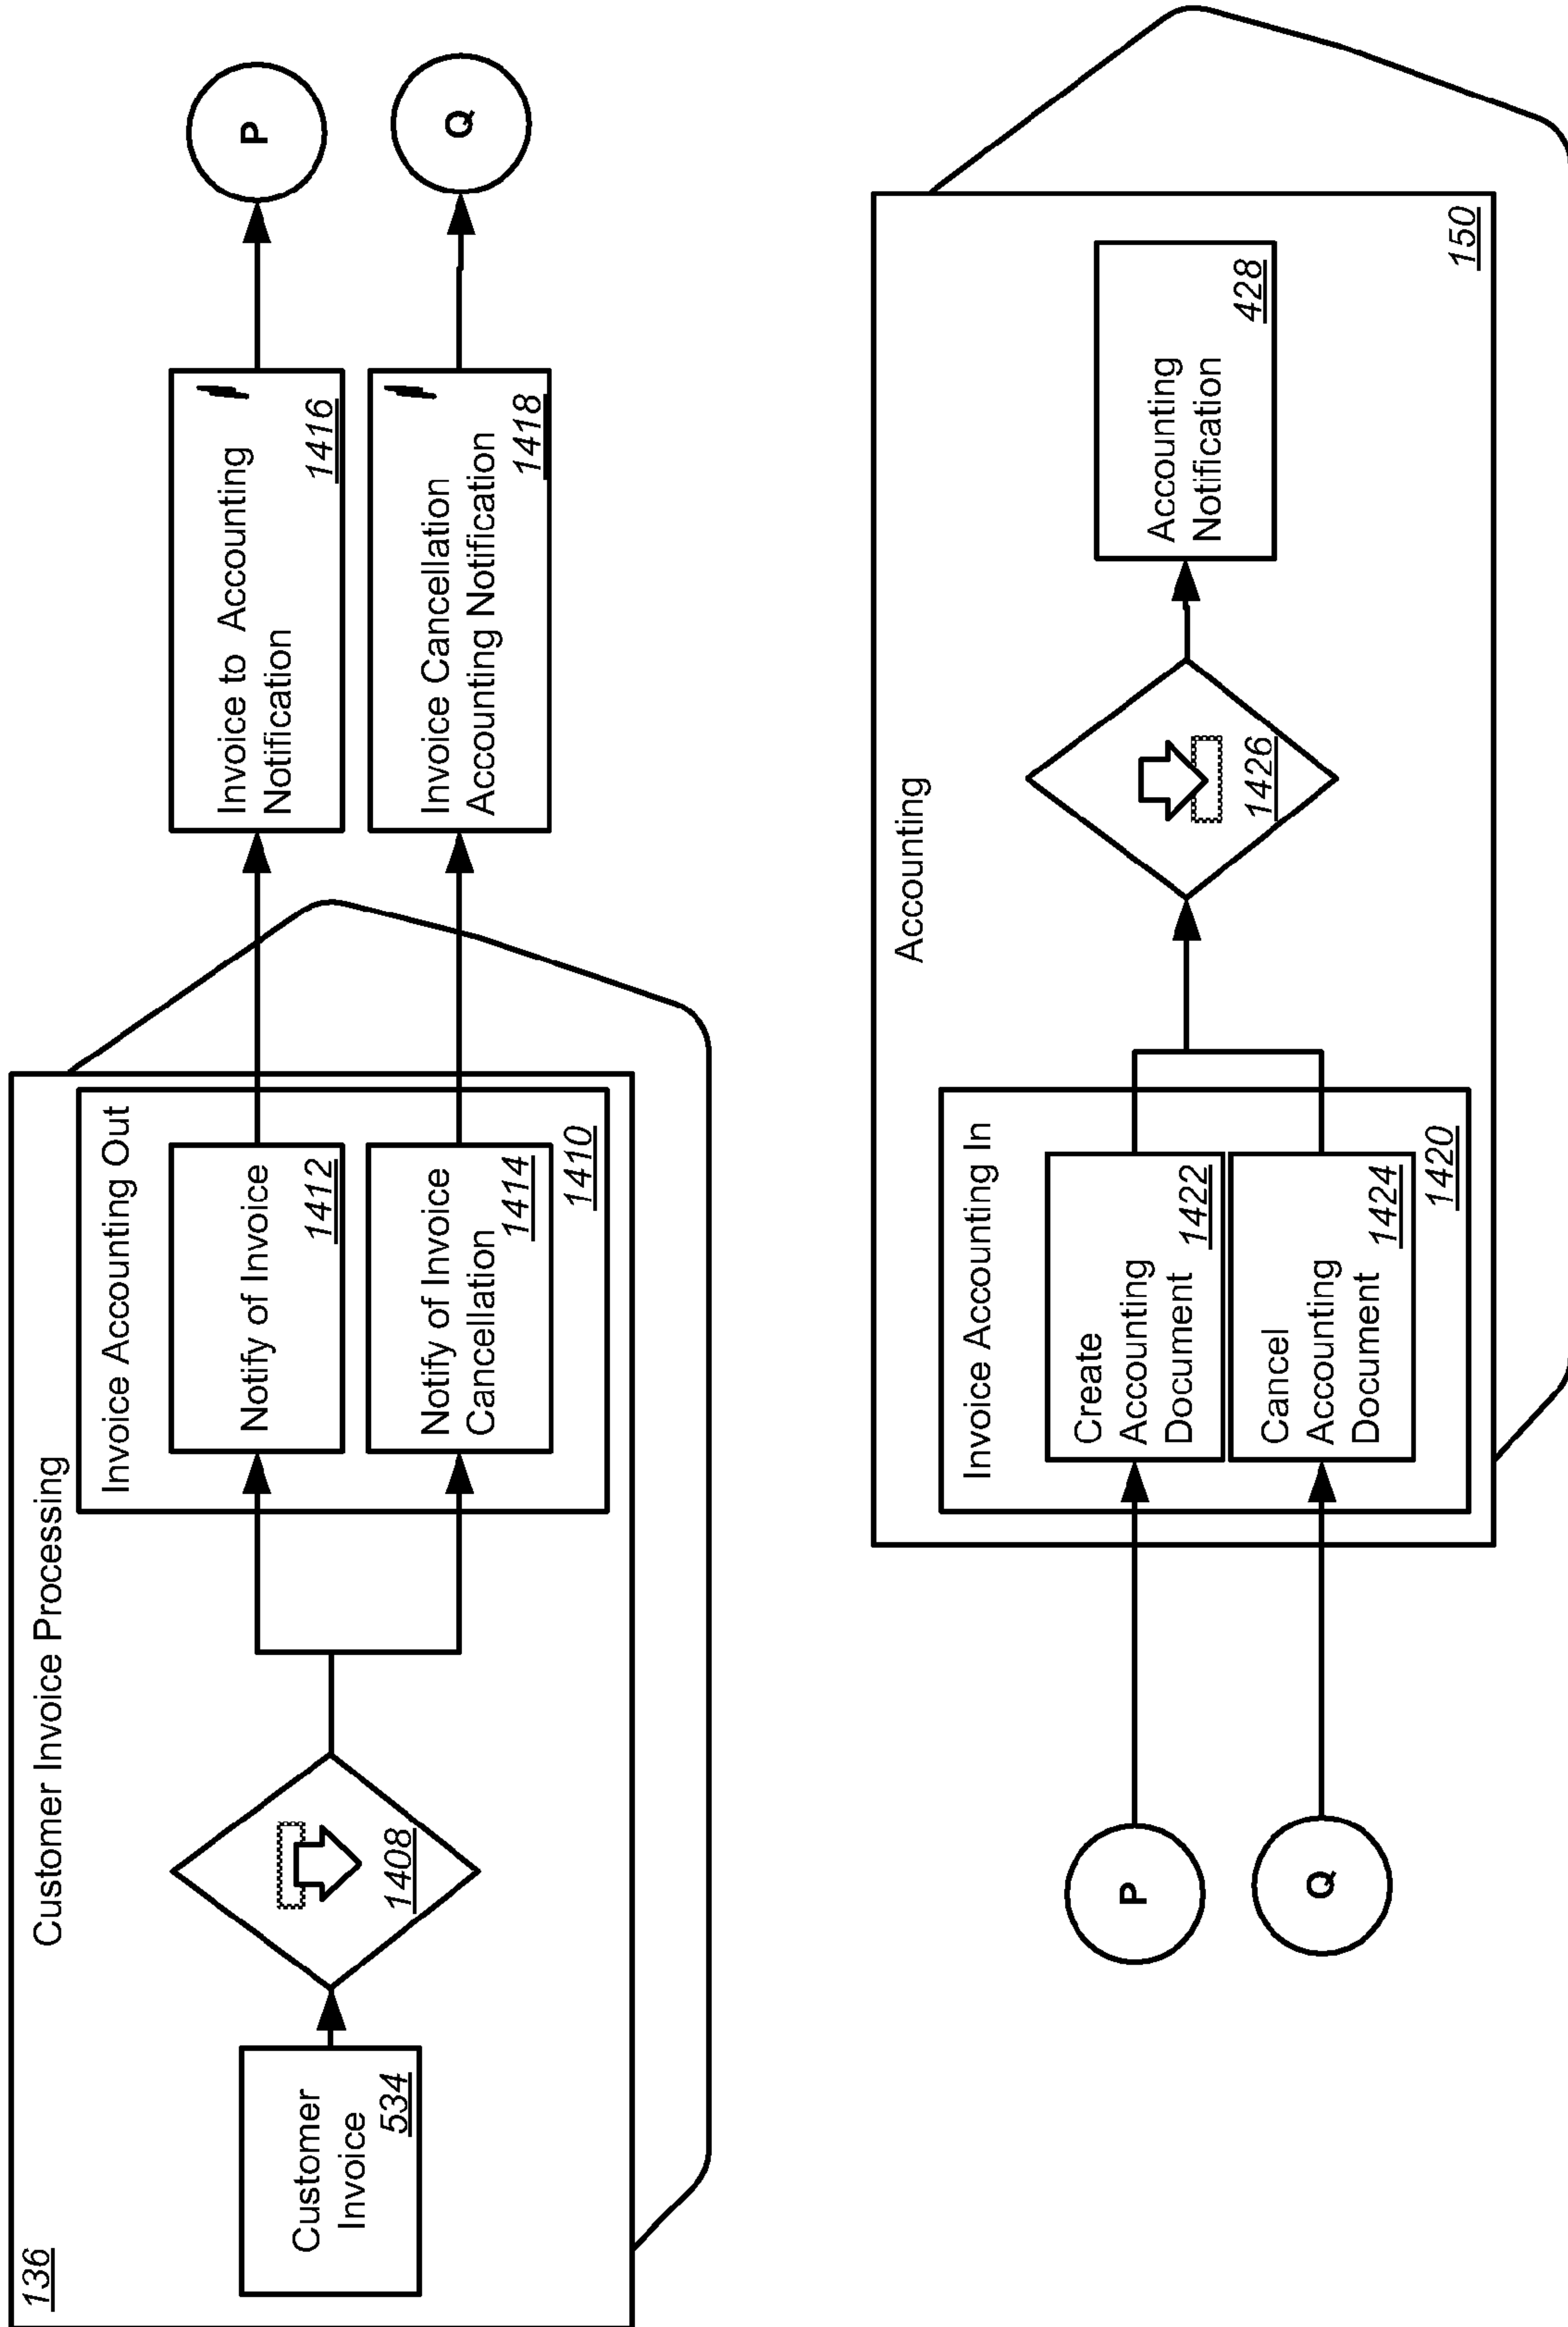 136
Customer Invoice Processing
Customer
Invoice
534
1408
Invoice Accounting Out
Notify of Invoice
1412
Notify of Invoice
Cancellation
1414
1410
Invoice to Accounting
Notification
1416
Invoice Cancellation
Accounting Notification
1418
P
Q
P
Q
Accounting
Invoice Accounting In
Create
Accounting
Document
1422
Cancel
Accounting
Document
1424
1420
1426
Accounting
Notification
428
150